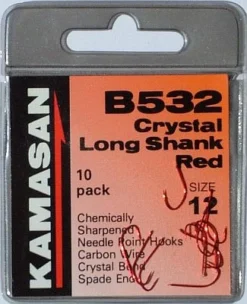 KAMASAN
B532
Crystal
Long Shank
Red
10
pack
SIZE
12
Chemically
Sharpened
Needle Point Hooks
Carbon Wire
Crystal Bend
Spade End